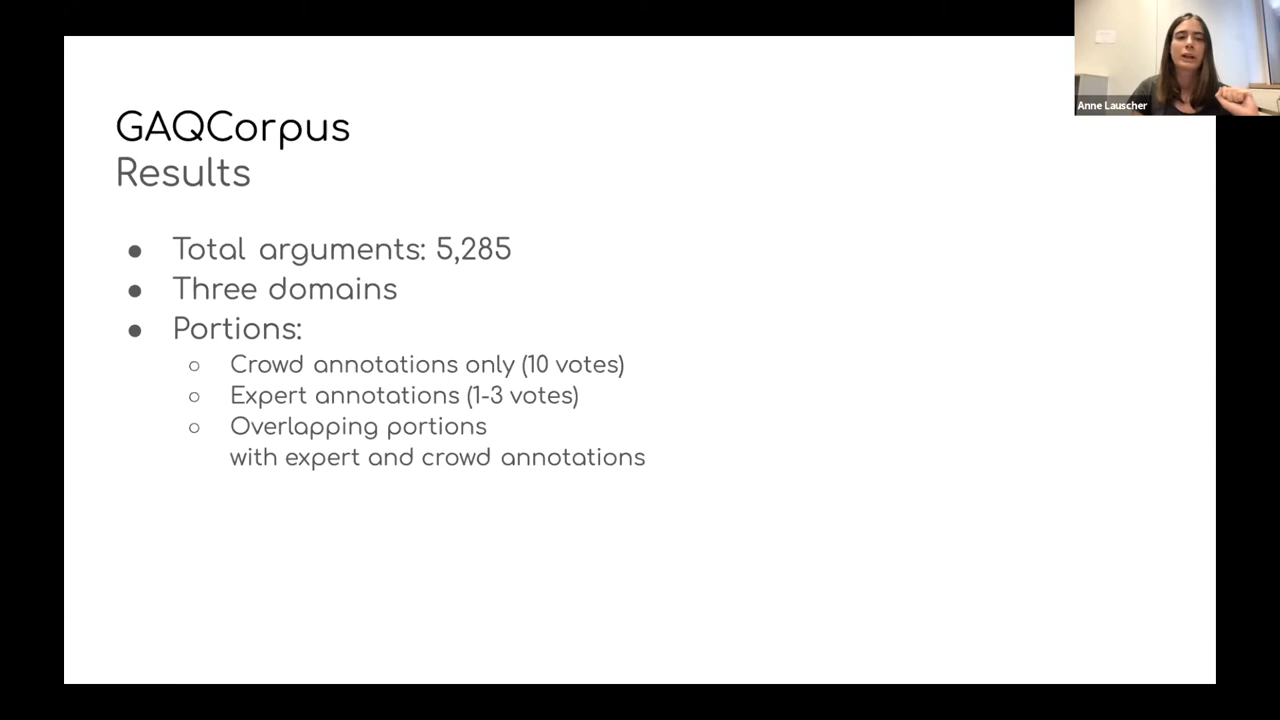 Anne Lauscher
GAQCorpus
Results
● Total arguments: 5,285
● Three domains
● Portions:
○ Crowd annotations only (10 votes)
○ Expert annotations (1-3 votes)
○ Overlapping portions
with expert and crowd annotations